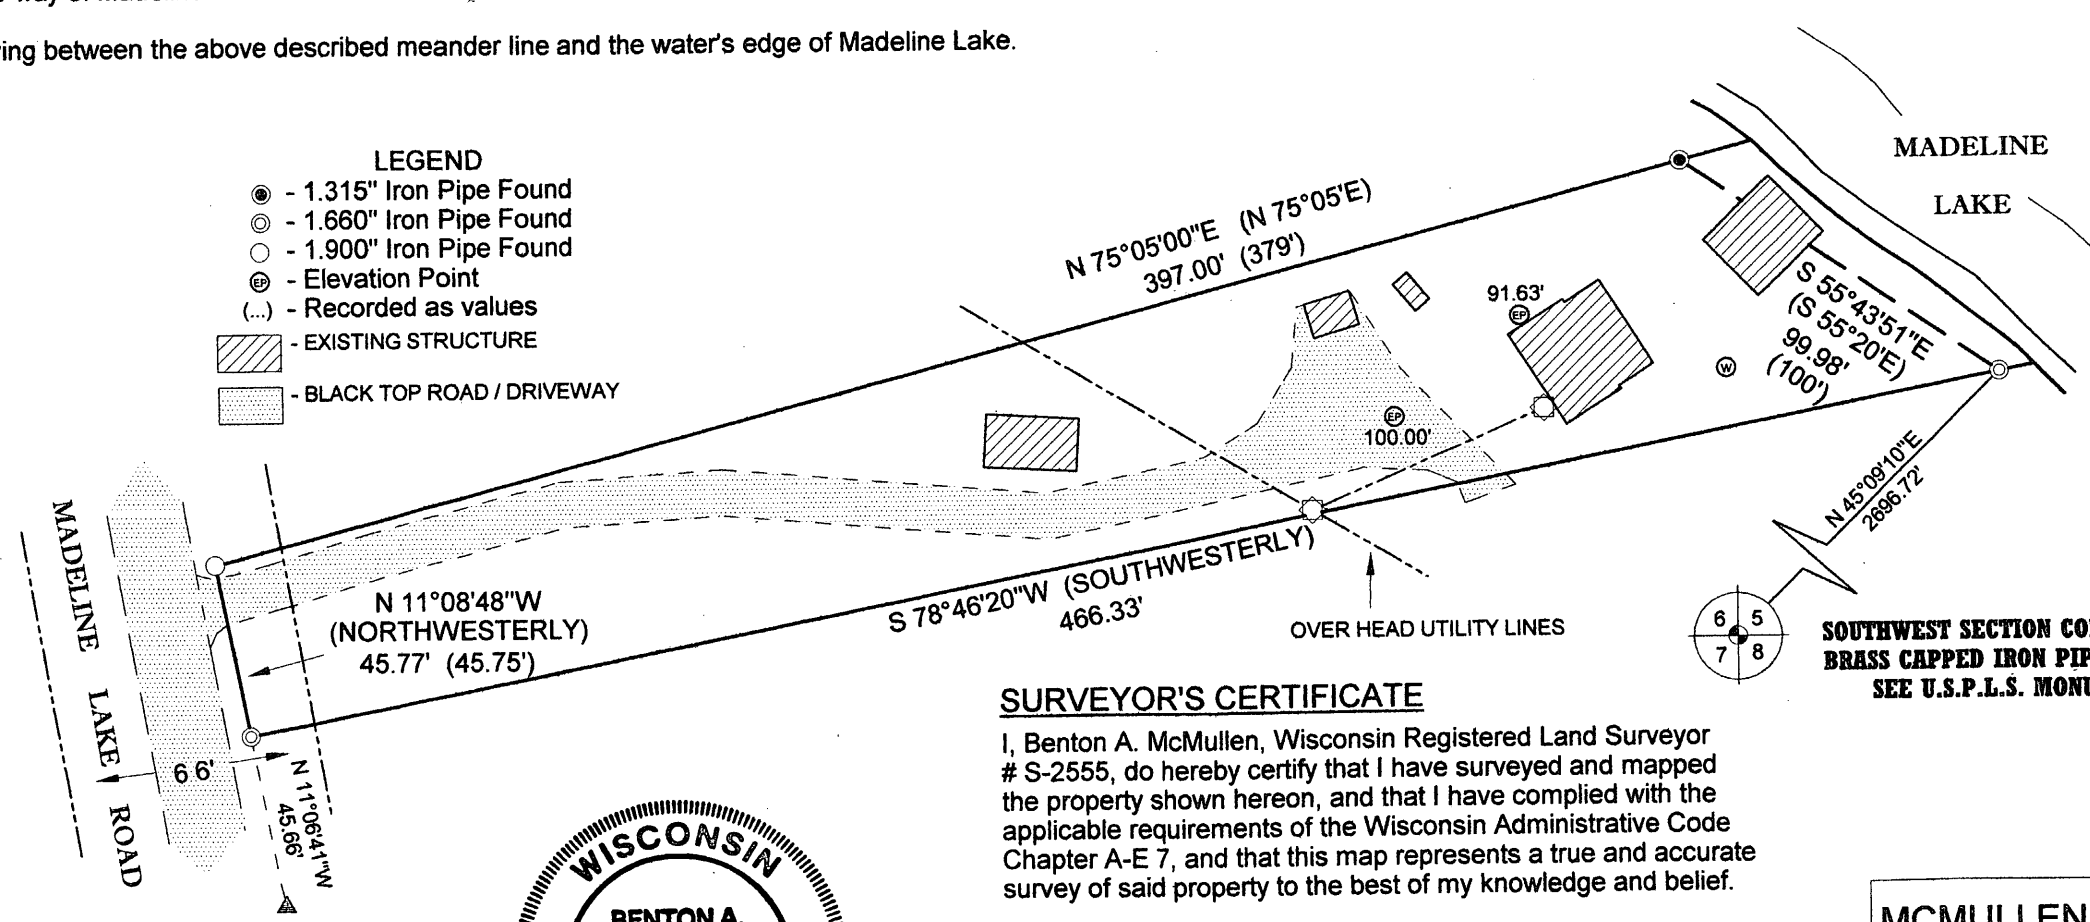 ing between the above described meander line and the water's edge of Madeline Lake.
LEGEND
- 1.315" Iron Pipe Found
- 1.660" Iron Pipe Found
- 1.900" Iron Pipe Found
EP - Elevation Point
(...) - Recorded as values
- EXISTING STRUCTURE
- BLACK TOP ROAD / DRIVEWAY
MADELINE
LAKE
N 75°05'00"E (N 75°05'E)
397.00' (379')
91.63'
EP
W
EP
100.00'
S 55°43'51"E
(S 55°20'E)
99.98'
(100')
N 45°09'10"E
2696.72'
MADELINE LAKE ROAD
N 11°08'48"W
(NORTHWESTERLY)
45.77' (45.75')
S 78°46'20"W (SOUTHWESTERLY)
466.33'
OVER HEAD UTILITY LINES
6 5
7 8
SOUTHWEST SECTION
BRASS CAPPED IRON
SEE U.S.P.L.S.
66'
N 11°06'41"W
45.66'
SURVEYOR'S CERTIFICATE
I, Benton A. McMullen, Wisconsin Registered Land Surveyor
# S-2555, do hereby certify that I have surveyed and mapped
the property shown hereon, and that I have complied with the
applicable requirements of the Wisconsin Administrative Code
Chapter A-E 7, and that this map represents a true and accurate
survey of said property to the best of my knowledge and belief.
WISCONSIN
BENTON A.
MCMULLEN